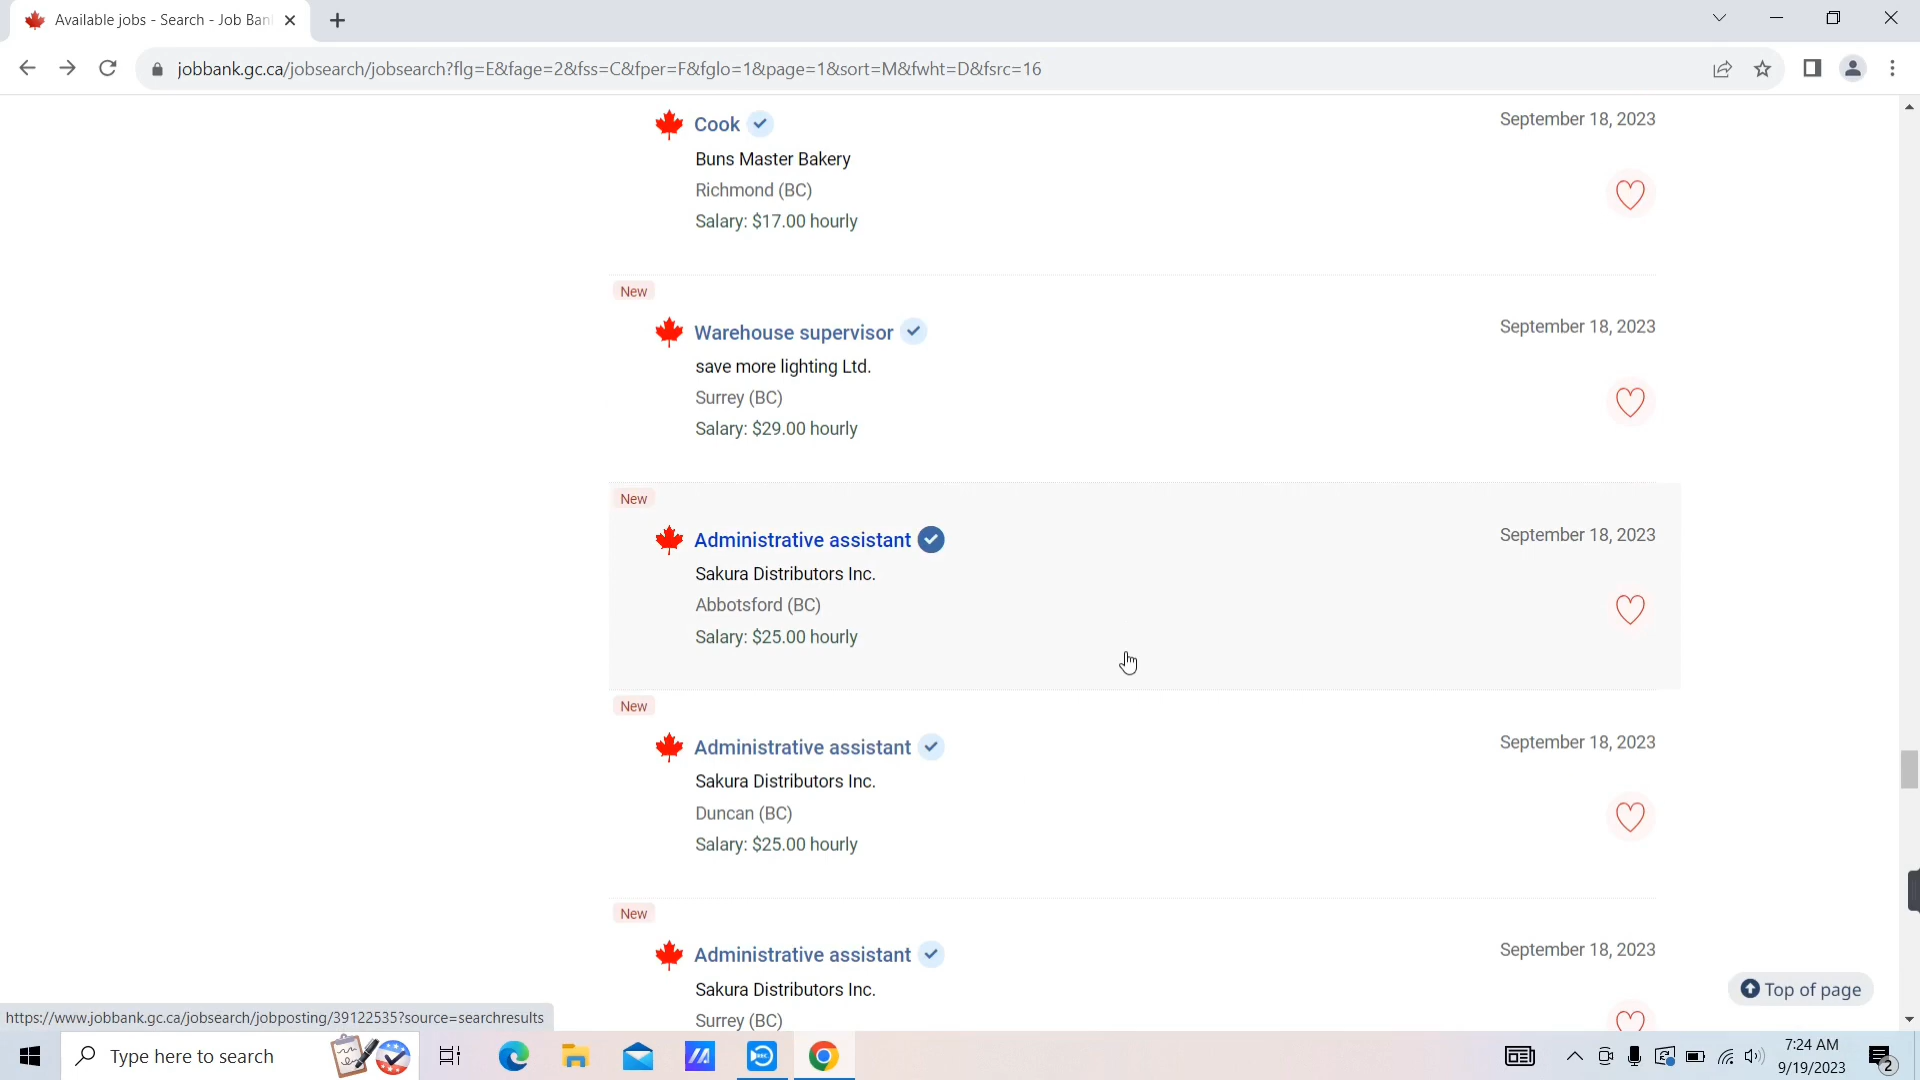 Available jobs - Search - Job Ban
jobbank.gc.ca/jobsearch/jobsearch?flg=E&fage=2&fss=C&fper=F&fglo=1&page=1&sort=M&fwht=D&fsrc=16
Cook
September 18, 2023
Buns Master Bakery
Richmond (BC)
Salary: $17.00 hourly
New
Warehouse supervisor
September 18, 2023
save more lighting Ltd.
Surrey (BC)
Salary: $29.00 hourly
New
Administrative assistant
September 18, 2023
Sakura Distributors Inc.
Abbotsford (BC)
Salary: $25.00 hourly
New
Administrative assistant
September 18, 2023
Sakura Distributors Inc.
Duncan (BC)
Salary: $25.00 hourly
New
Administrative assistant
September 18, 2023
Sakura Distributors Inc.
Surrey (BC)
Top of page
https://www.jobbank.gc.ca/jobsearch/jobposting/39122535?source=searchresults
Type here to search
REC
7:24 AM
9/19/2023
2